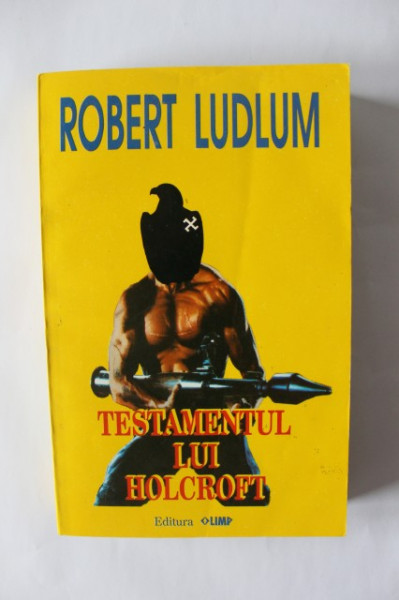 ROBERT LUDLUM
TESTAMENTUL
LUI
HOLCROFT
Editura OLIMP